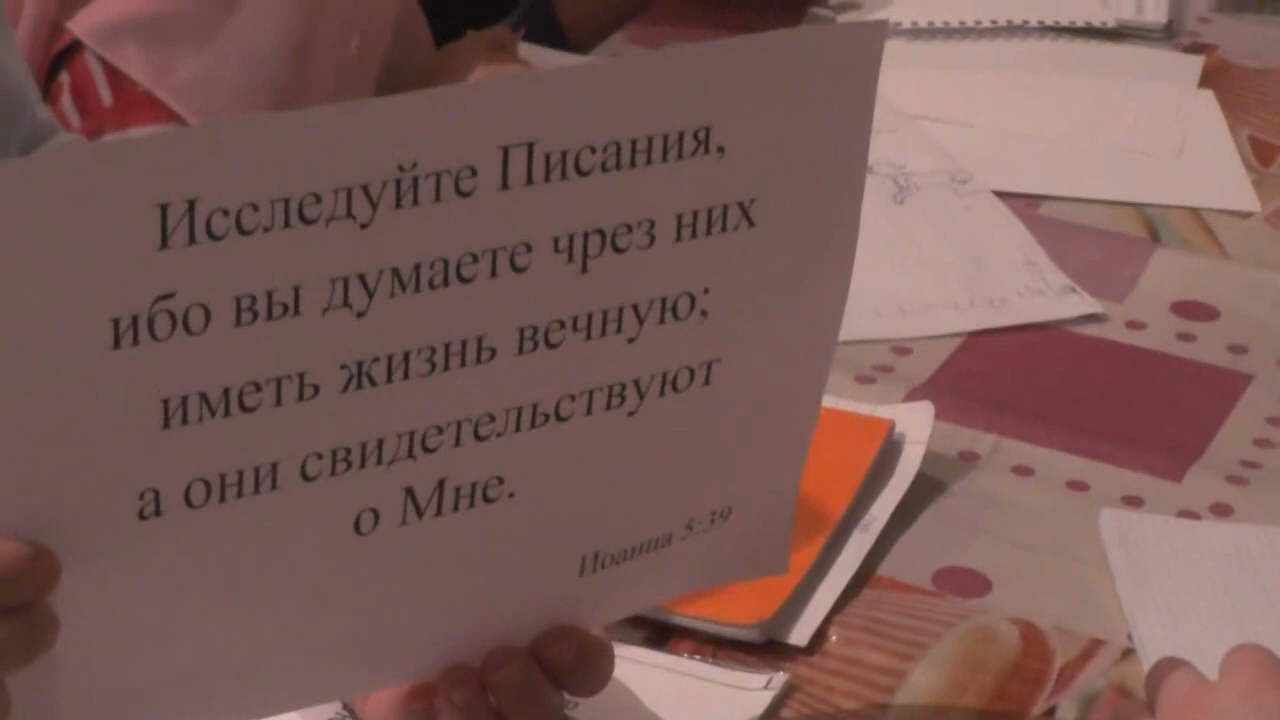 Исследуйте Писания,
ибо вы думаете чрез них
иметь жизнь вечную;
а они свидетельствуют
о Мне.
Иоанна 5:39